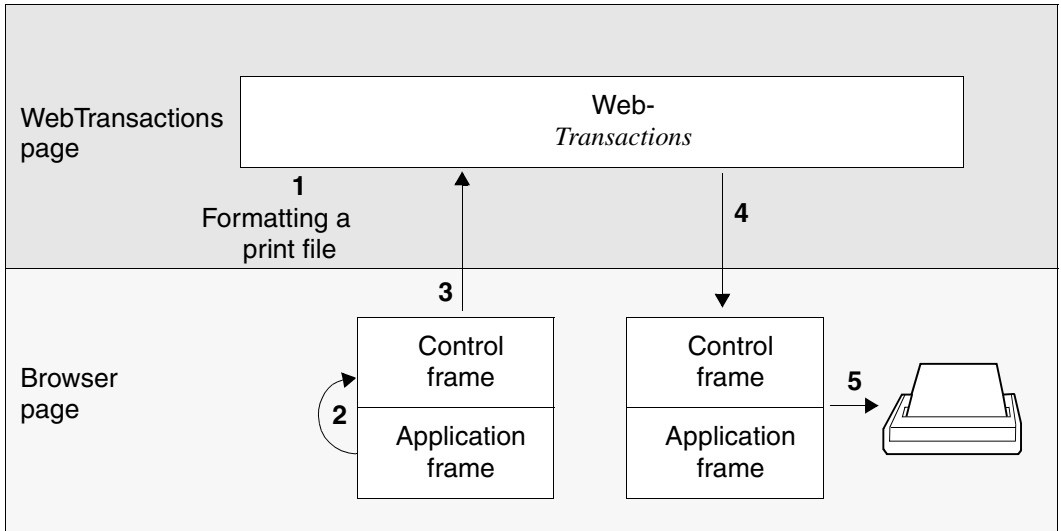 WebTransactions
page
Web-
Transactions
1
Formatting a
print file
3
4
Browser
page
2
Control
frame
Application
frame
Control
frame
Application
frame
5